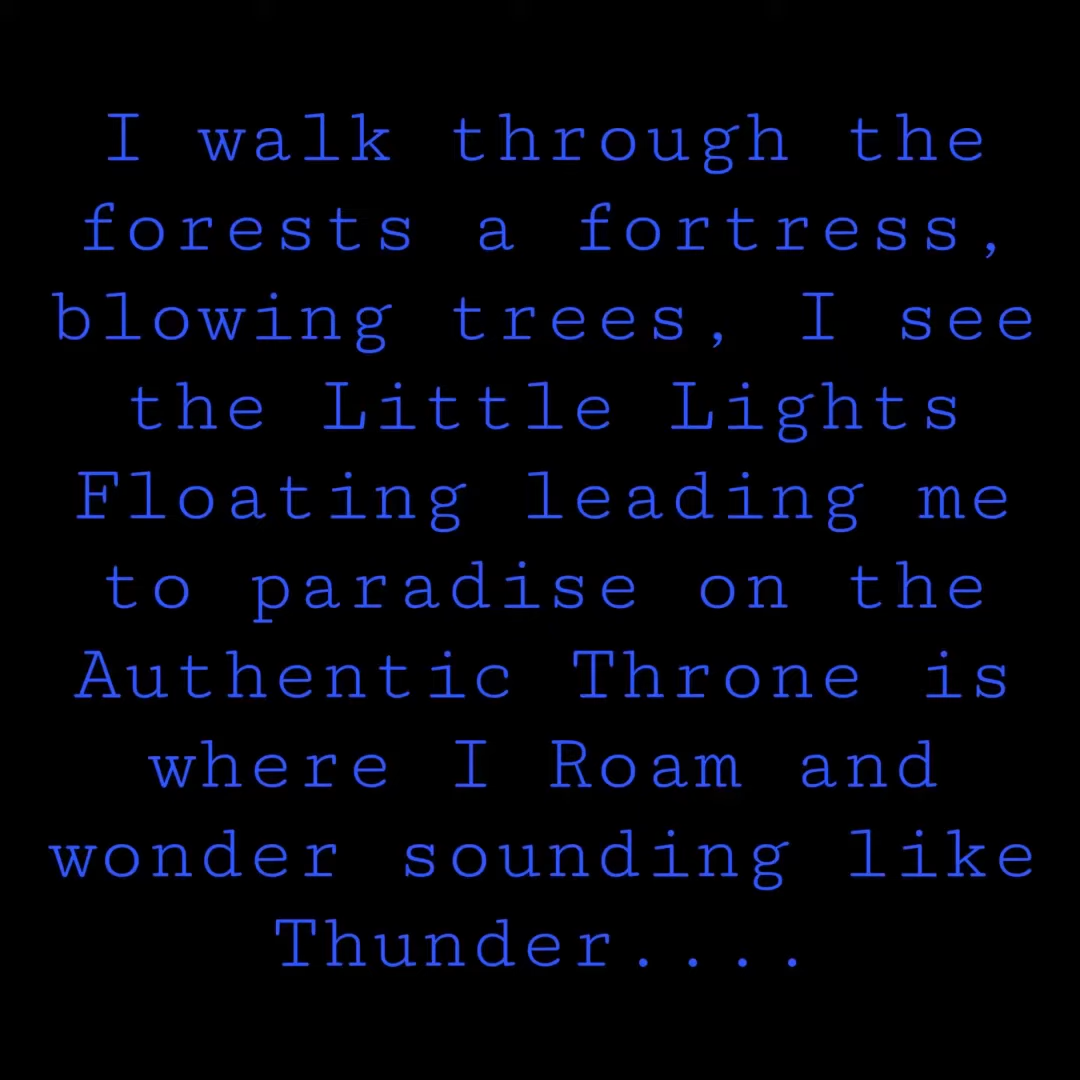 I walk through the
forests a fortress,
blowing trees, I see
the Little Lights
Floating leading me
to paradise on the
Authentic Throne is
where I Roam and
wonder sounding like
Thunder....